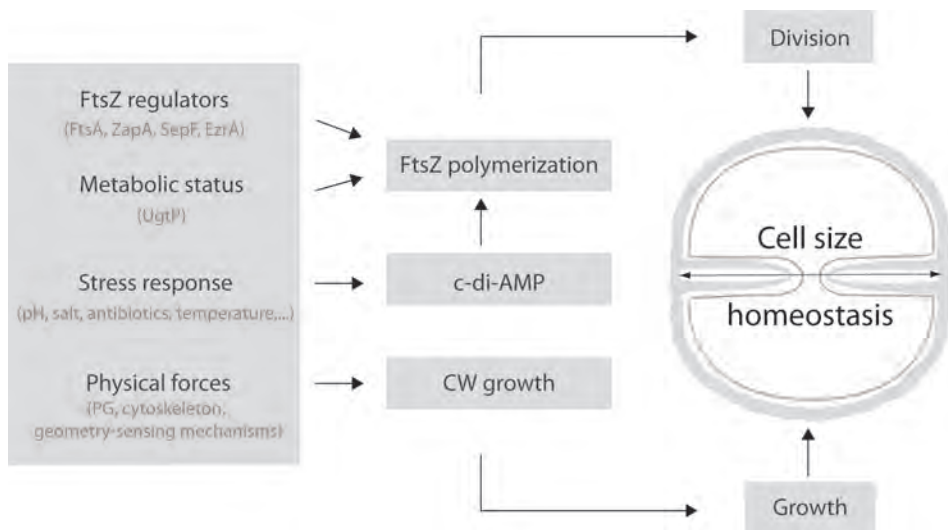 FtsZ regulators
(FtsA, ZapA, SepF, EzrA)
Metabolic status
(UgtP)
Stress response
(pH, salt, antibiotics, temperature,...)
Physical forces
(PG, cytoskeleton,
geometry-sensing mechanisms)
FtsZ polymerization
c-di-AMP
CW growth
Division
Cell size
homeostasis
Growth